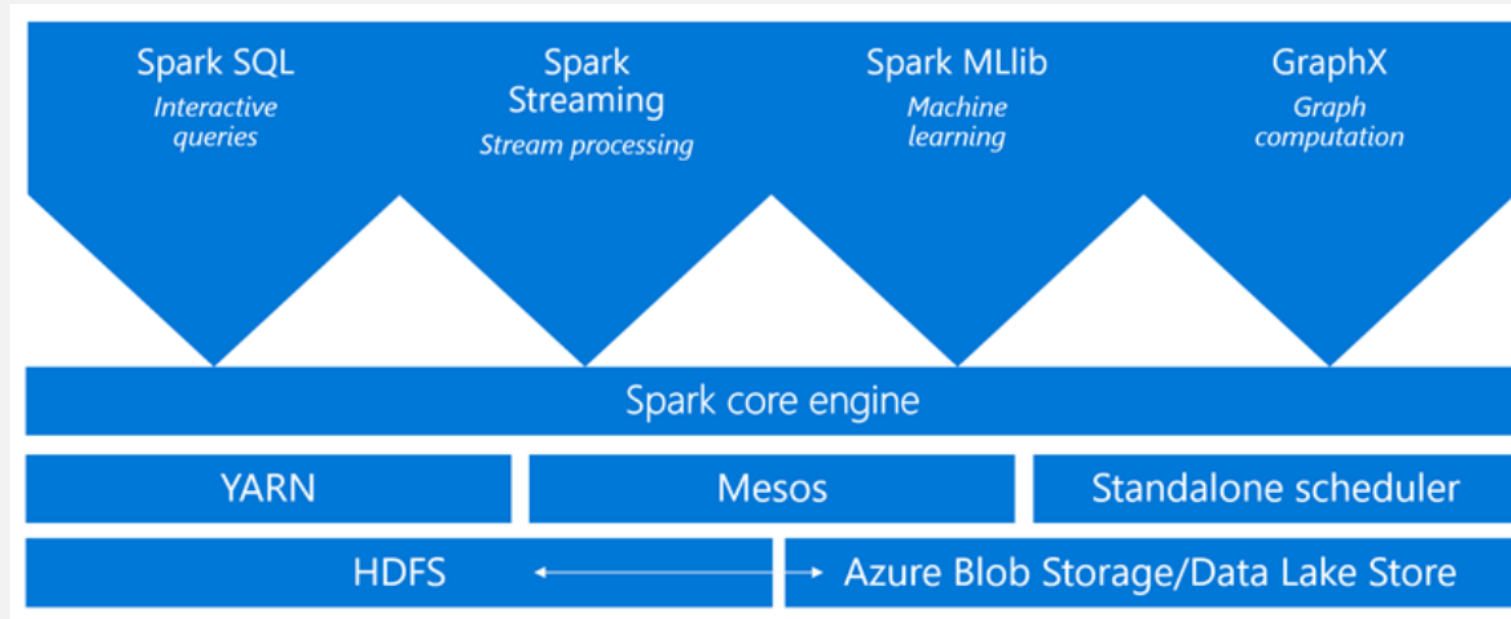 Spark SQL
Interactive
queries
Spark
Streaming
Stream processing
Spark MLlib
Machine
learning
GraphX
Graph
computation
Spark core engine
YARN
Mesos
Standalone scheduler
HDFS
Azure Blob Storage/Data Lake Store